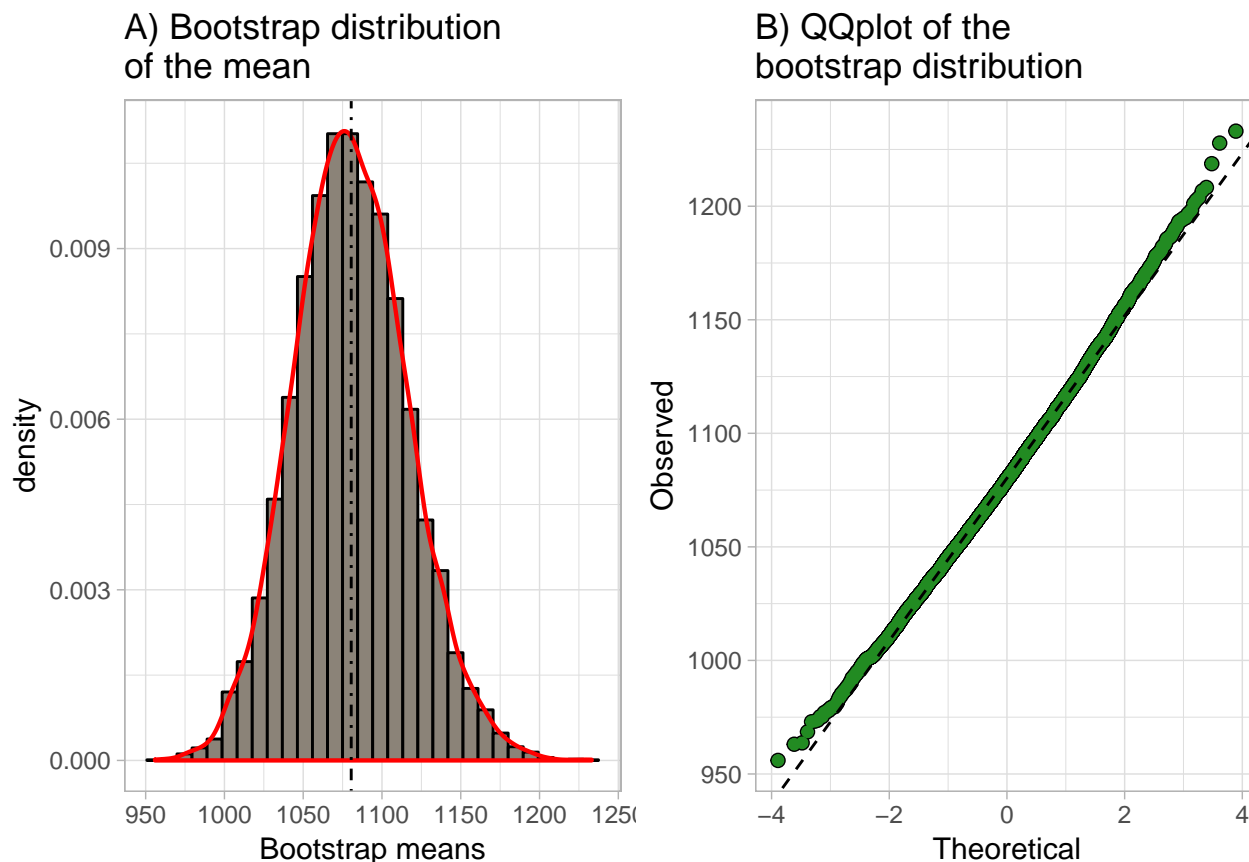 A) Bootstrap distribution
of the mean
0.009
0.006
0.003
0.000
density
950 1000 1050 1100 1150 1200 1250
Bootstrap means
B) QQplot of the
bootstrap distribution
1200
1150
1100
1050
1000
950
Observed
−4 −2 0 2 4
Theoretical